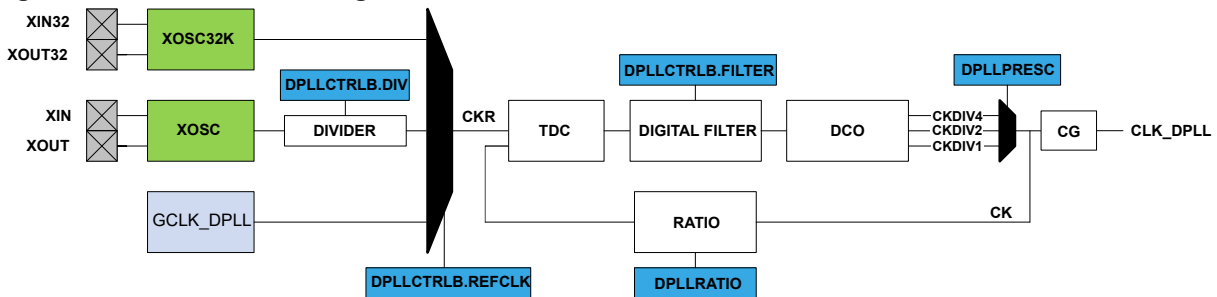 XIN32
XOUT32
XOSC32K
DPLLCTRLB.DIV
DPLLCTRLB.FILTER
DPLLPRESC
XIN
XOUT
XOSC
DIVIDER
CKR
TDC
DIGITAL FILTER
DCO
CKDIV4
CKDIV2
CKDIV1
CG
CLK_DPLL
GCLK_DPLL
RATIO
CK
DPLLCTRLB.REFCLK
DPLLRATIO